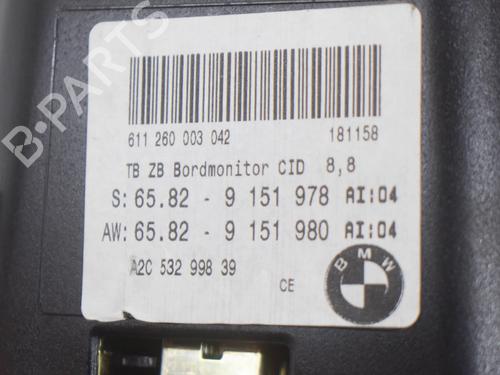 B-PARTS
611 260 003 042 181158
TB ZB Bordmonitor CID 8,8
S: 65.82 - 9 151 978 AI:04
AW: 65.82 - 9 151 980 AI:04
A2C 532 998 39
CE
BMW